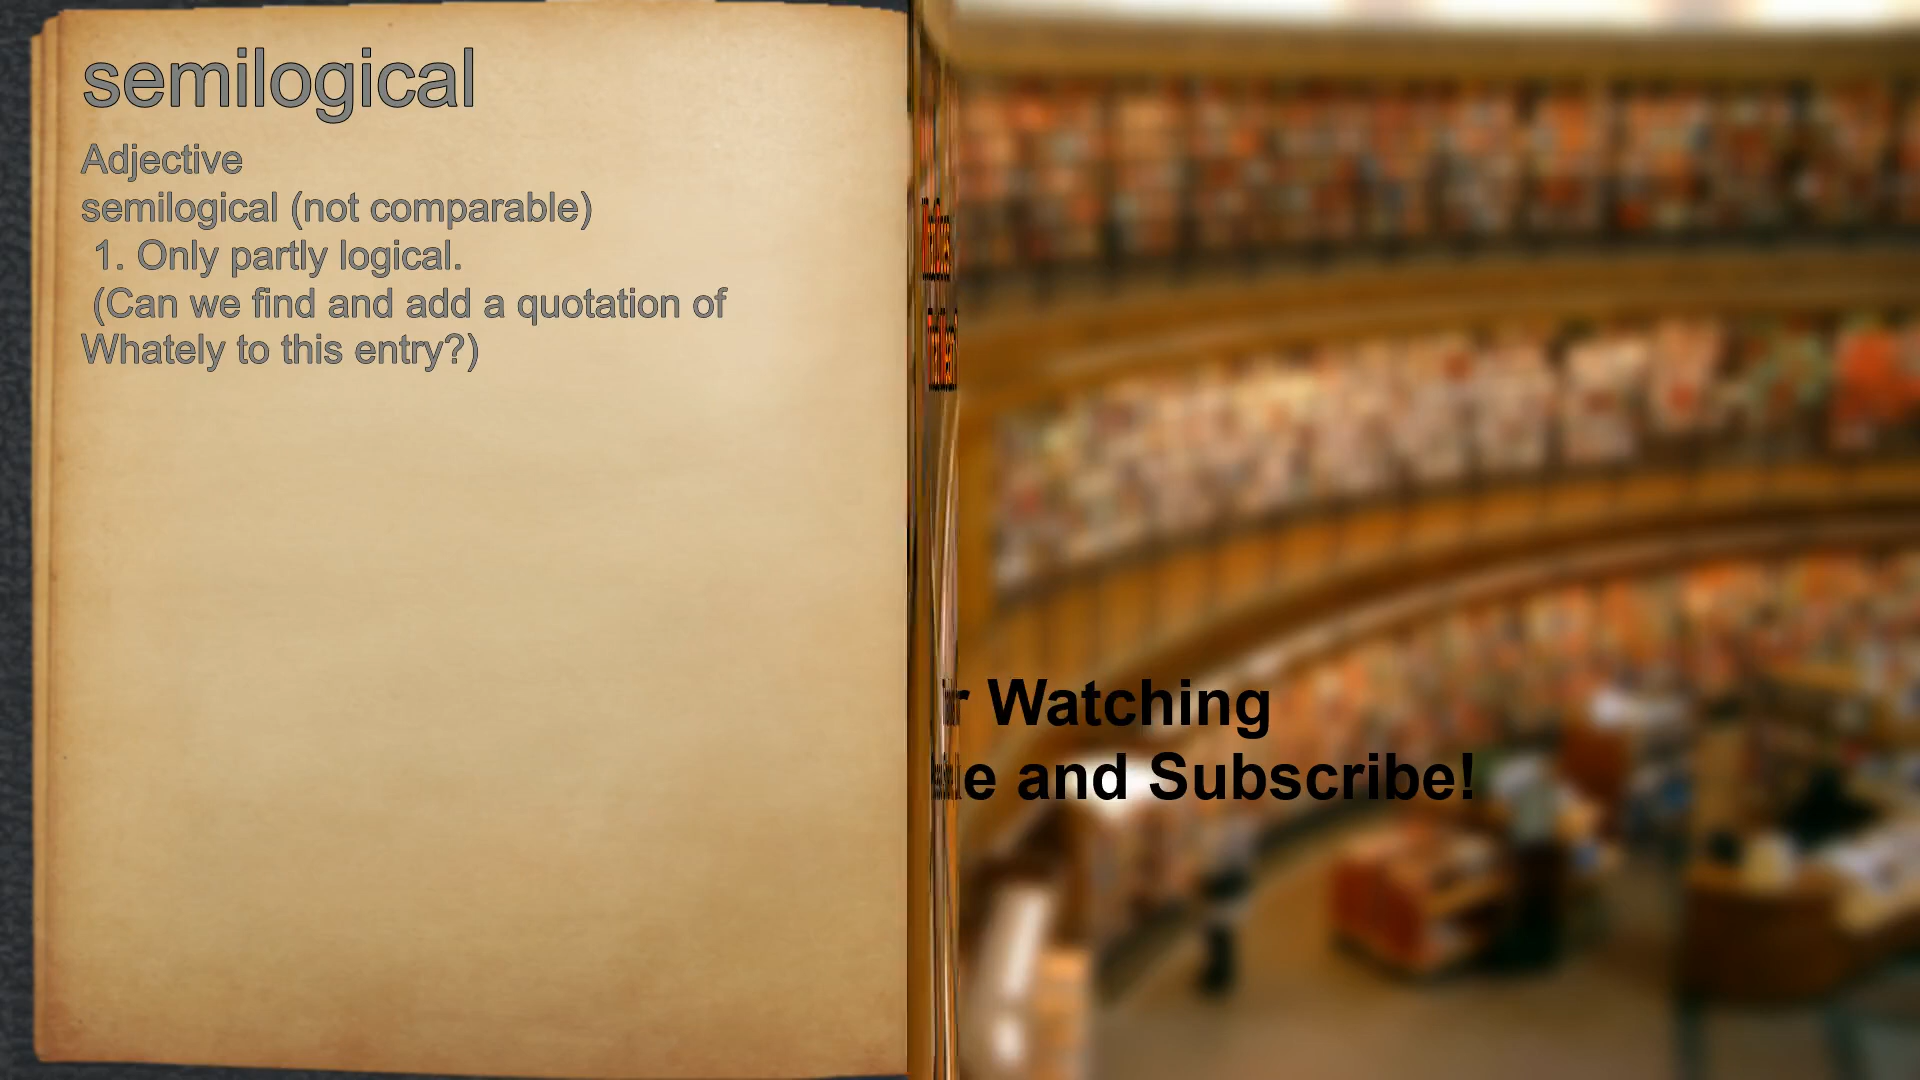 semilogical
Adjective
semilogical (not comparable)
1. Only partly logical.
(Can we find and add a quotation of
Whately to this entry?)
Watching
and Subscribe!